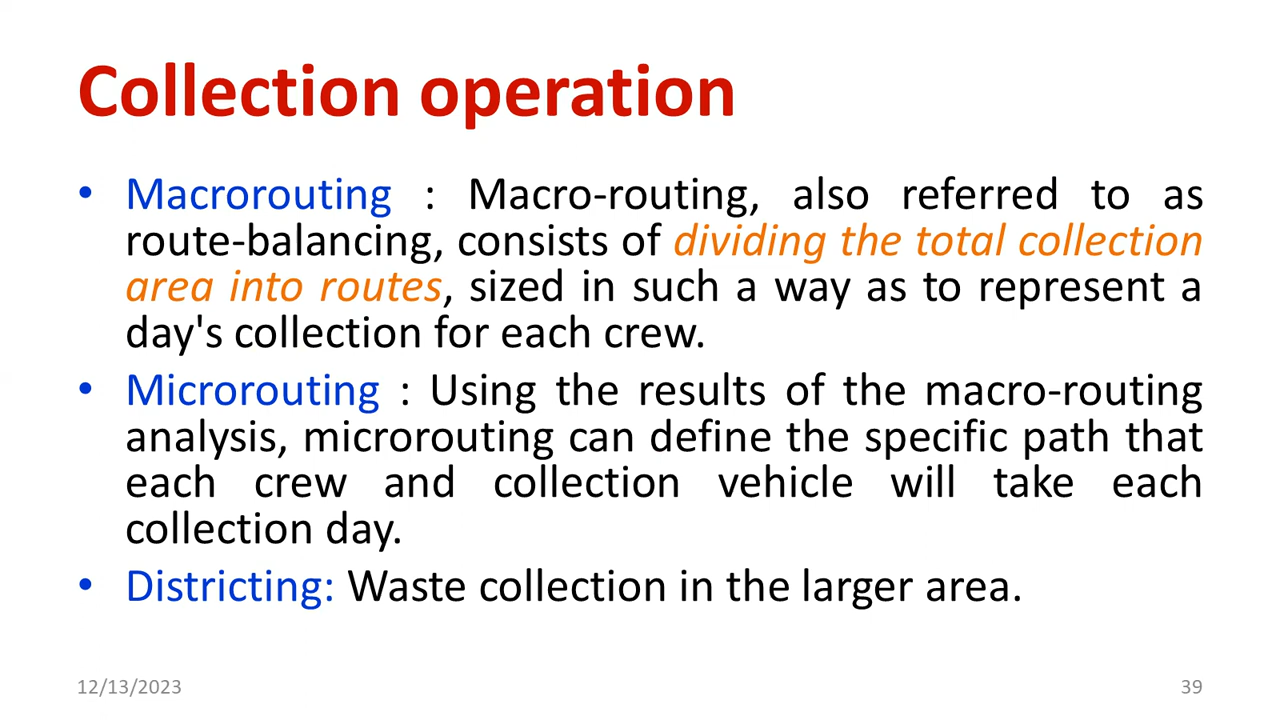 Collection operation
• Macrorouting : Macro-routing, also referred to as
route-balancing, consists of dividing the total collection
area into routes, sized in such a way as to represent a
day's collection for each crew.
• Microrouting : Using the results of the macro-routing
analysis, microrouting can define the specific path that
each crew and collection vehicle will take each
collection day.
• Districting: Waste collection in the larger area.
12/13/2023
39